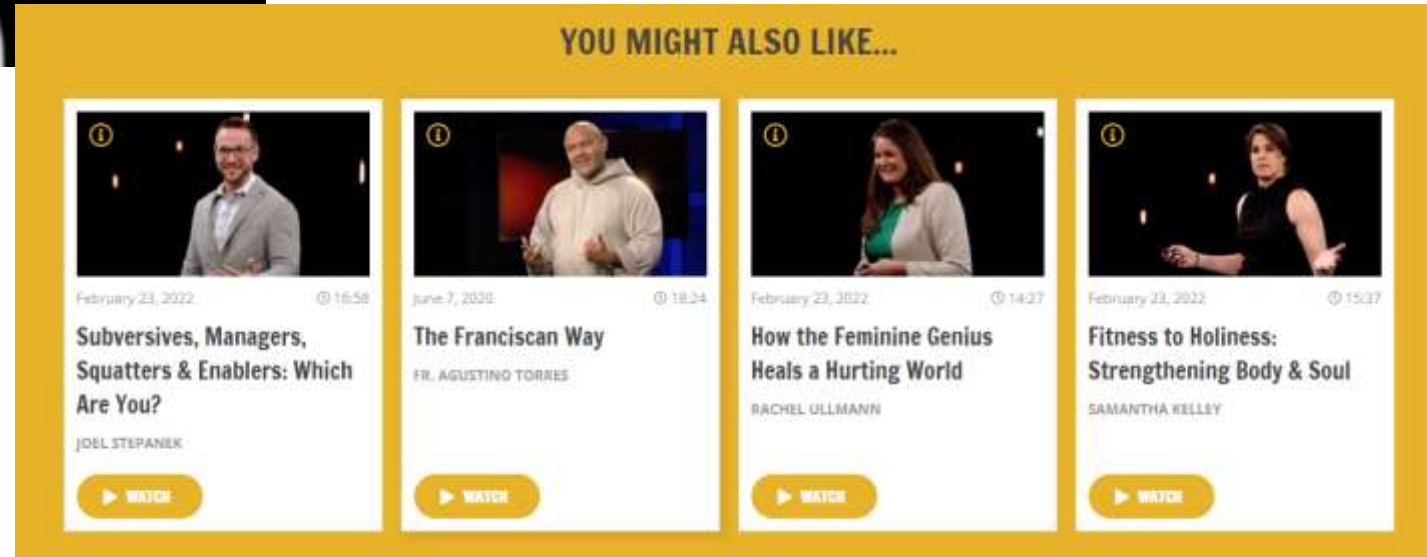 YOU MIGHT ALSO LIKE...
February 23, 2022 16:58
Subversives, Managers,
Squatters & Enablers: Which
Are You?
JOEL STEPANEK
WATCH
June 7, 2020 18:24
The Franciscan Way
FR. AGUSTINO TORRES
WATCH
February 23, 2022 14:27
How the Feminine Genius
Heals a Hurting World
RACHEL ULLMANN
WATCH
February 23, 2022 15:37
Fitness to Holiness:
Strengthening Body & Soul
SAMANTHA KELLEY
WATCH